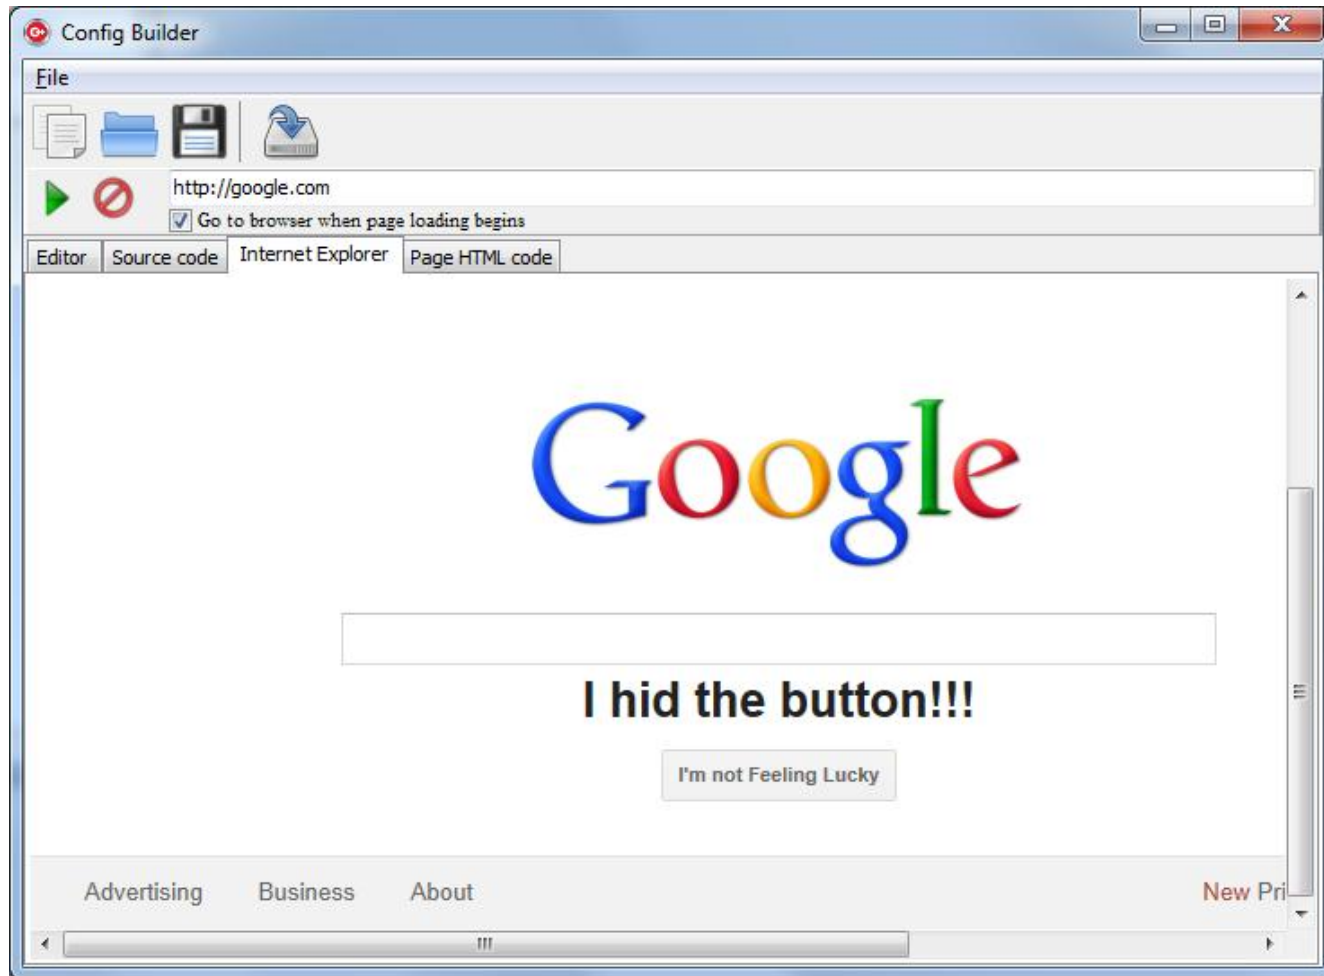 Config Builder
File
http://google.com
Go to browser when page loading begins
Editor Source code Internet Explorer Page HTML code
Google
I hid the button!!!
I'm not Feeling Lucky
Advertising Business About New Pri